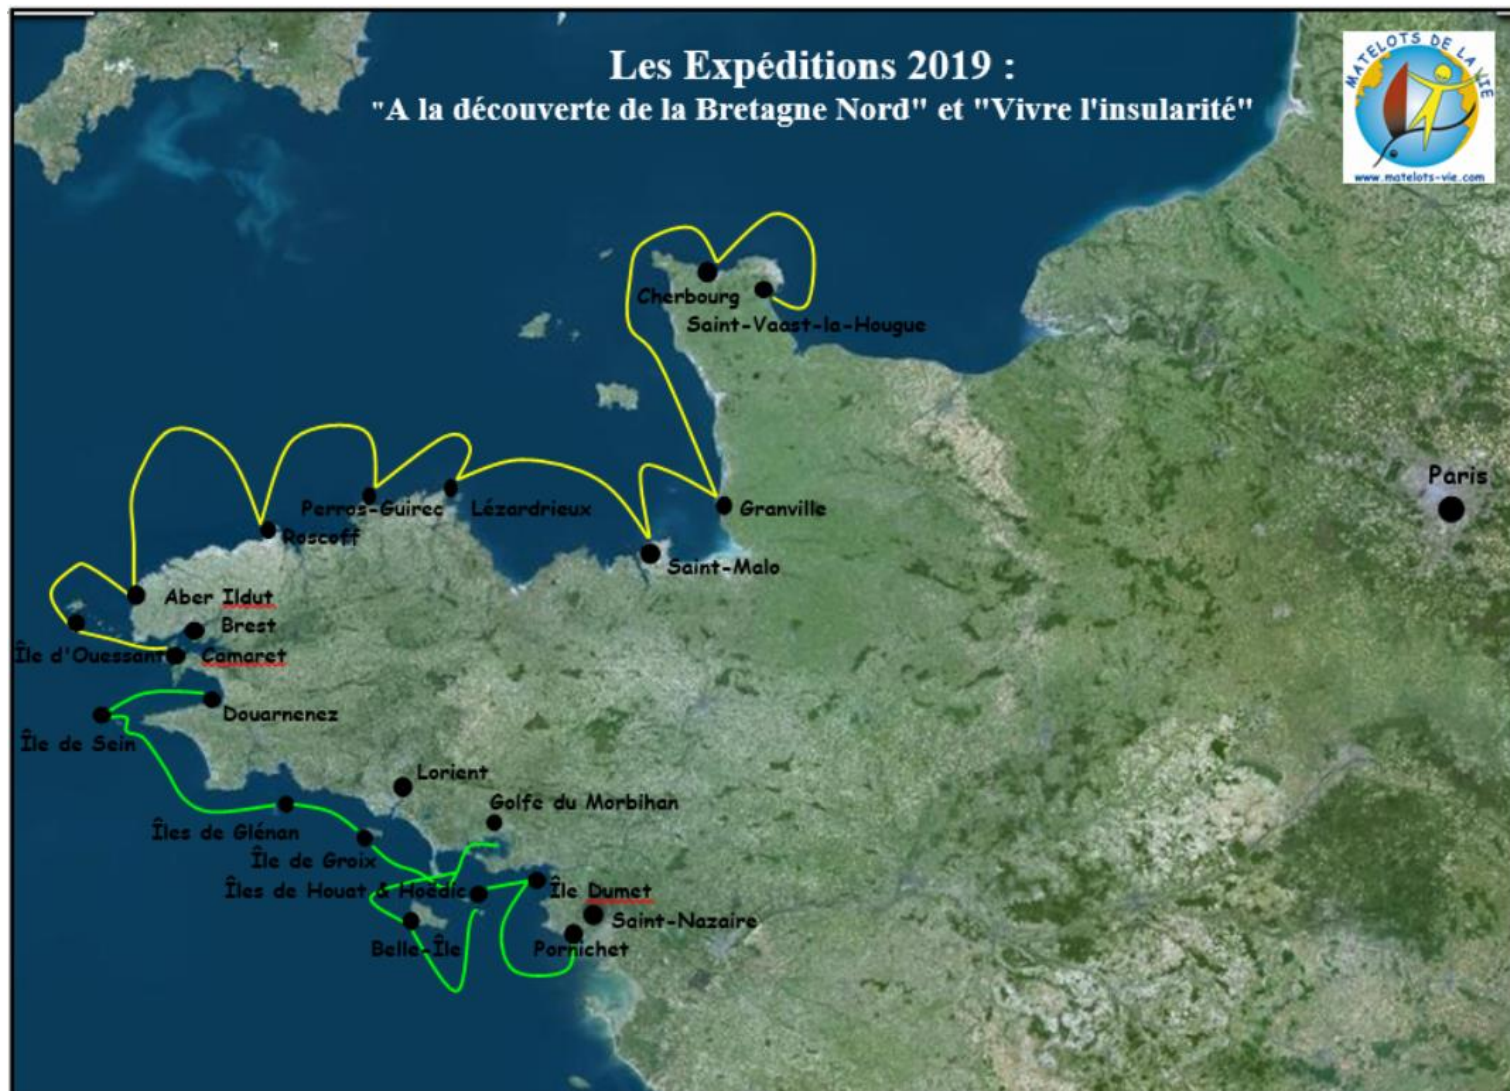 Les Expéditions 2019 :
"A la découverte de la Bretagne Nord" et "Vivre l'insularité"
MATELOTS DE LA VIE
www.matelots-vie.com
Cherbourg
Saint-Vaast-la-Hougue
Paris
Perros-Guirec
Lézardrieux
Granville
Roscoff
Saint-Malo
Aber Ildut
Brest
Île d'Ouessant
Camaret
Douarnenez
Île de Sein
Lorient
Golfe du Morbihan
Îles de Glénan
Île de Groix
Îles de Houat & Hoëdic
Île Dumet
Saint-Nazaire
Belle-Île
Pornichet